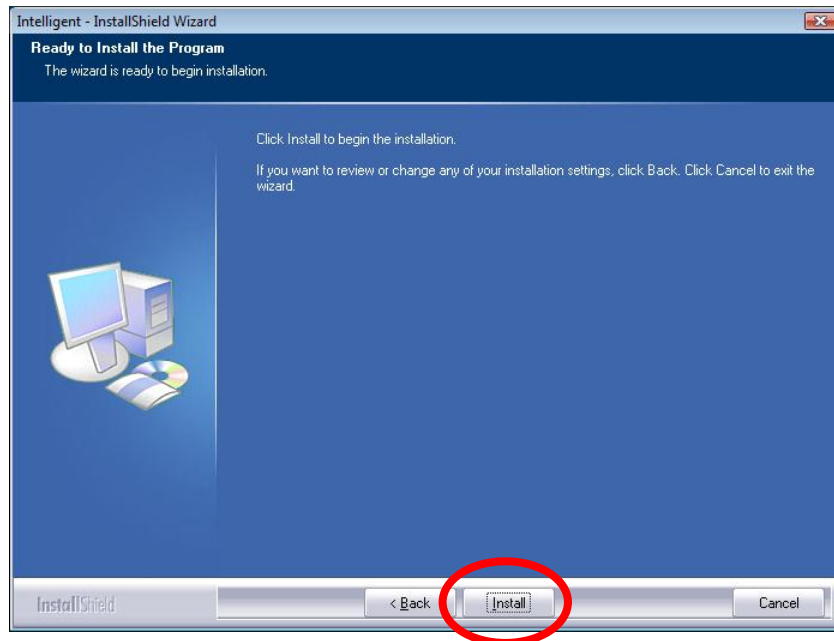 Intelligent - InstallShield Wizard
Ready to Install the Program
The wizard is ready to begin installation.
Click Install to begin the installation.
If you want to review or change any of your installation settings, click Back. Click Cancel to exit the
wizard.
InstallShield
< Back
Install
Cancel